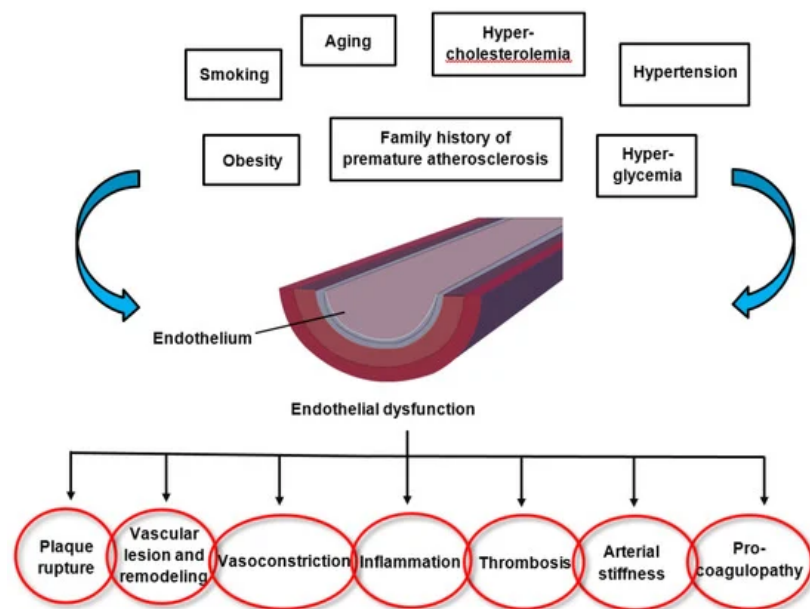 Aging
Hyper-
cholesterolemia
Smoking
Hypertension
Obesity
Family history of
premature atherosclerosis
Hyper-
glycemia
Endothelium
Endothelial dysfunction
Plaque
rupture
Vascular
lesion and
remodeling
Vasoconstriction
Inflammation
Thrombosis
Arterial
stiffness
Pro-
coagulopathy